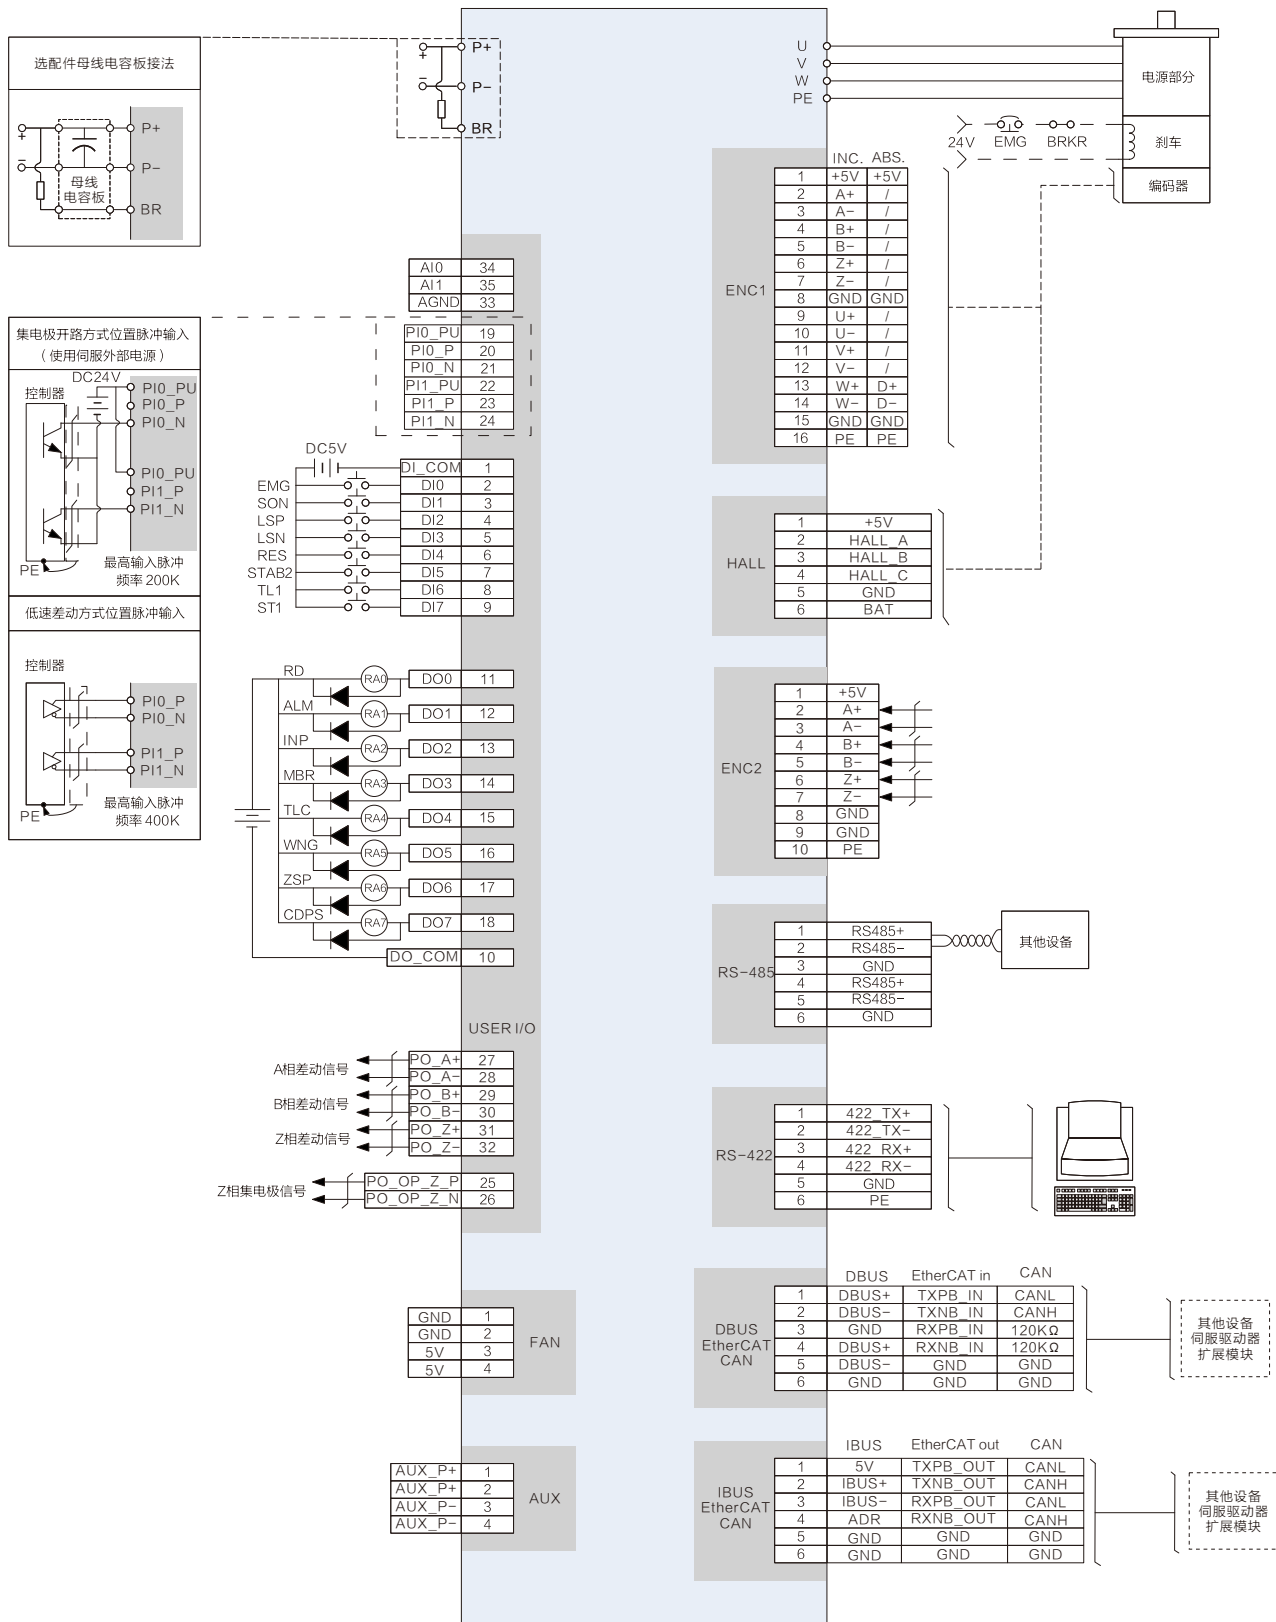 选配件母线电容板接法
+
P+
−
P−
母线
电容板
BR
+
P+
−
P−
BR
U
V
W
PE
电源部分
24V
EMG
BRKR
刹车
编码器
INC. ABS.
ENC1
1 +5V +5V
2 A+ /
3 A− /
4 B+ /
5 B− /
6 Z+ /
7 Z− /
8 GND GND
9 U+ /
10 U− /
11 V+ /
12 V− /
13 W+ D+
14 W− D−
15 GND GND
16 PE PE
AI0 34
AI1 35
AGND 33
PI0_PU 19
PI0_P 20
PI0_N 21
PI1_PU 22
PI1_P 23
PI1_N 24
集电极开路方式位置脉冲输入
（使用伺服外部电源）
DC24V
控制器
PI0_PU
PI0_P
PI0_N
PI0_PU
PI1_P
PI1_N
PE
最高输入脉冲
频率200K
低速差动方式位置脉冲输入
控制器
PI0_P
PI0_N
PI1_P
PI1_N
PE
最高输入脉冲
频率400K
DC5V
DI_COM 1
EMG DI0 2
SON DI1 3
LSP DI2 4
LSN DI3 5
RES DI4 6
STAB2 DI5 7
TL1 DI6 8
ST1 DI7 9
HALL
1 +5V
2 HALL_A
3 HALL_B
4 HALL_C
5 GND
6 BAT
RD RA0 DO0 11
ALM RA1 DO1 12
INP RA2 DO2 13
MBR RA3 DO3 14
TLC RA4 DO4 15
WNG RA5 DO5 16
ZSP RA6 DO6 17
CDPS RA7 DO7 18
DO_COM 10
USER I/O
ENC2
1 +5V
2 A+
3 A−
4 B+
5 B−
6 Z+
7 Z−
8 GND
9 GND
10 PE
RS−485
1 RS485+
2 RS485−
3 GND
4 RS485+
5 RS485−
6 GND
其他设备
A相差动信号
PO_A+ 27
PO_A− 28
B相差动信号
PO_B+ 29
PO_B− 30
Z相差动信号
PO_Z+ 31
PO_Z− 32
Z相集电极信号
PO_OP_Z_P 25
PO_OP_Z_N 26
RS−422
1 422_TX+
2 422_TX−
3 422_RX+
4 422_RX−
5 GND
6 PE
FAN
GND 1
GND 2
5V 3
5V 4
DBUS EtherCAT in CAN
DBUS
EtherCAT
CAN
1 DBUS+ TXPB_IN CANL
2 DBUS− TXNB_IN CANH
3 GND RXPB_IN 120KΩ
4 DBUS+ RXNB_IN 120KΩ
5 DBUS− GND GND
6 GND GND GND
其他设备
伺服驱动器
扩展模块
AUX
AUX_P+ 1
AUX_P+ 2
AUX_P− 3
AUX_P− 4
IBUS EtherCAT out CAN
IBUS
EtherCAT
CAN
1 5V TXPB_OUT CANL
2 IBUS+ TXNB_OUT CANH
3 IBUS− RXPB_OUT CANL
4 ADR RXNB_OUT CANH
5 GND GND GND
6 GND GND GND
其他设备
伺服驱动器
扩展模块